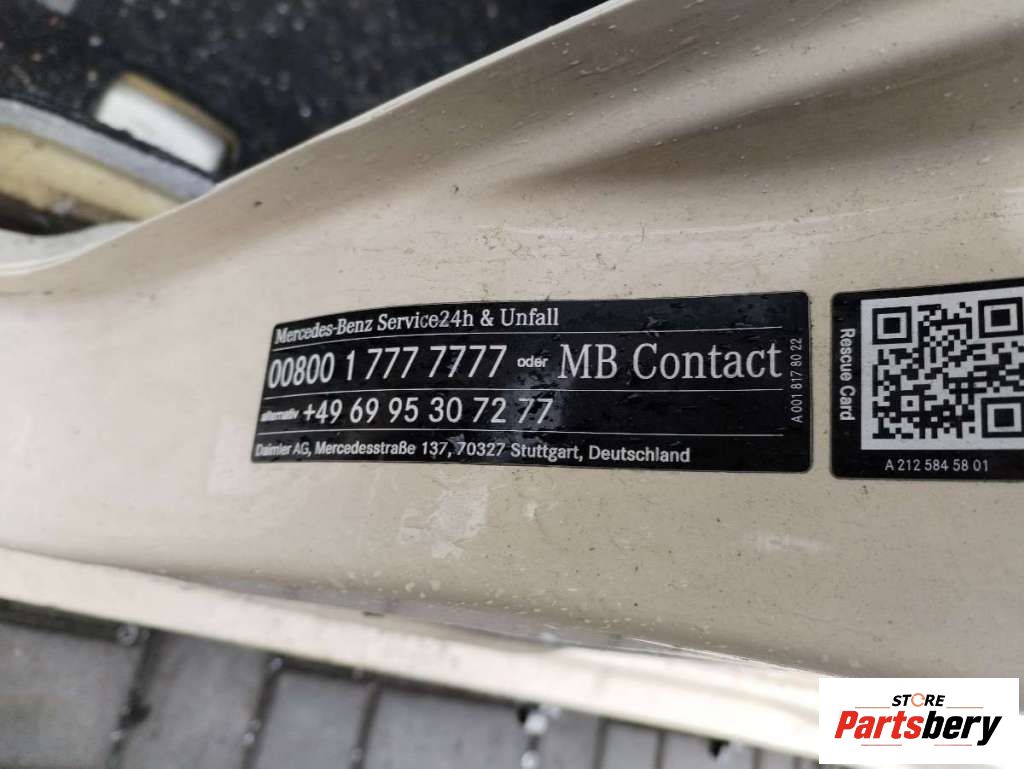 Mercedes-Benz Service24h & Unfall
00800 1 777 7777 oder MB Contact
alternativ +49 69 95 30 72 77
Daimler AG, Mercedesstraße 137, 70327 Stuttgart, Deutschland
A 001 817 80 22
Rescue Card
A 212 584 58 01
STORE
Partsbery